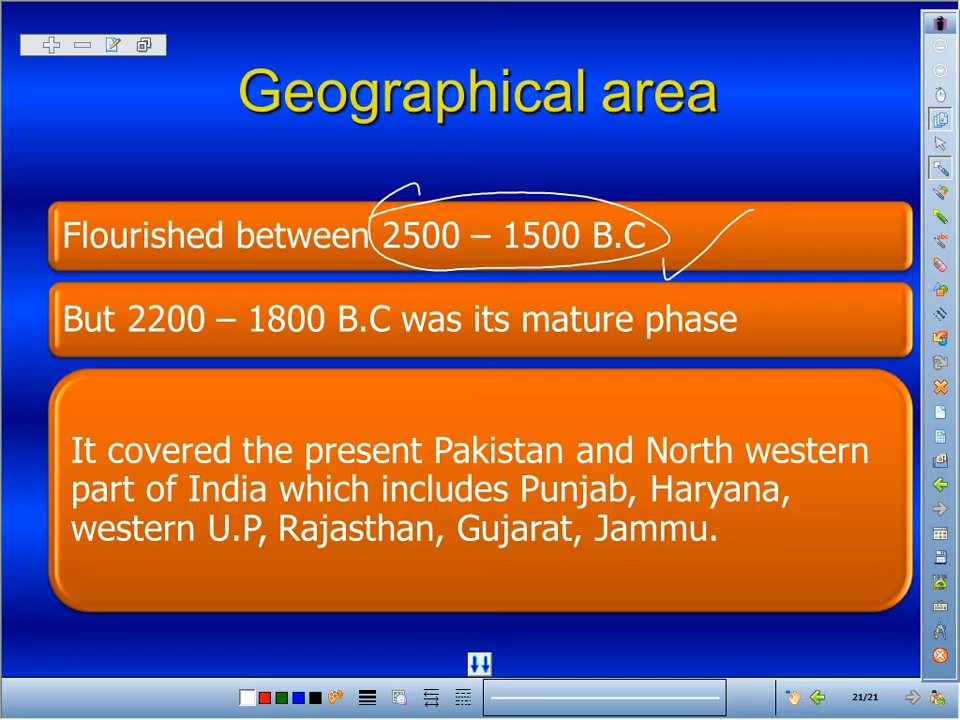 Geographical area
Flourished between 2500 – 1500 B.C
But 2200 – 1800 B.C was its mature phase
It covered the present Pakistan and North western
part of India which includes Punjab, Haryana,
western U.P, Rajasthan, Gujarat, Jammu.
21/21